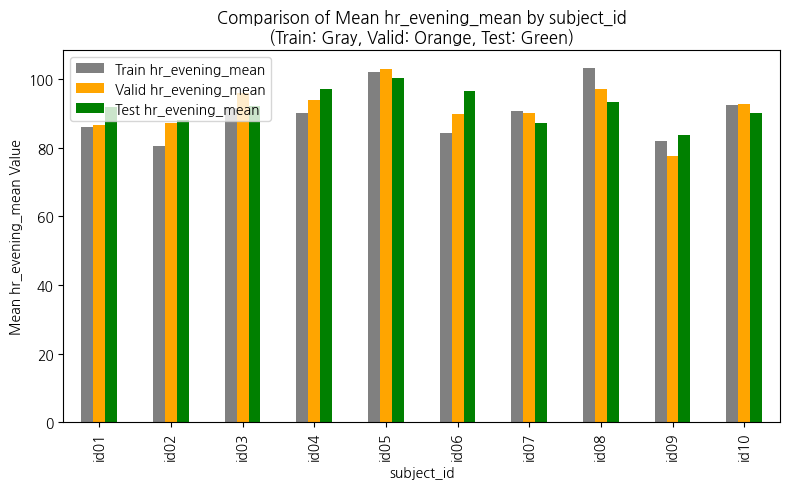 Comparison of Mean hr_evening_mean by subject_id
(Train: Gray, Valid: Orange, Test: Green)
Train hr_evening_mean
Valid hr_evening_mean
Test hr_evening_mean
Mean hr_evening_mean Value
100
80
60
40
20
0
id01
id02
id03
id04
id05
id06
id07
id08
id09
id10
subject_id